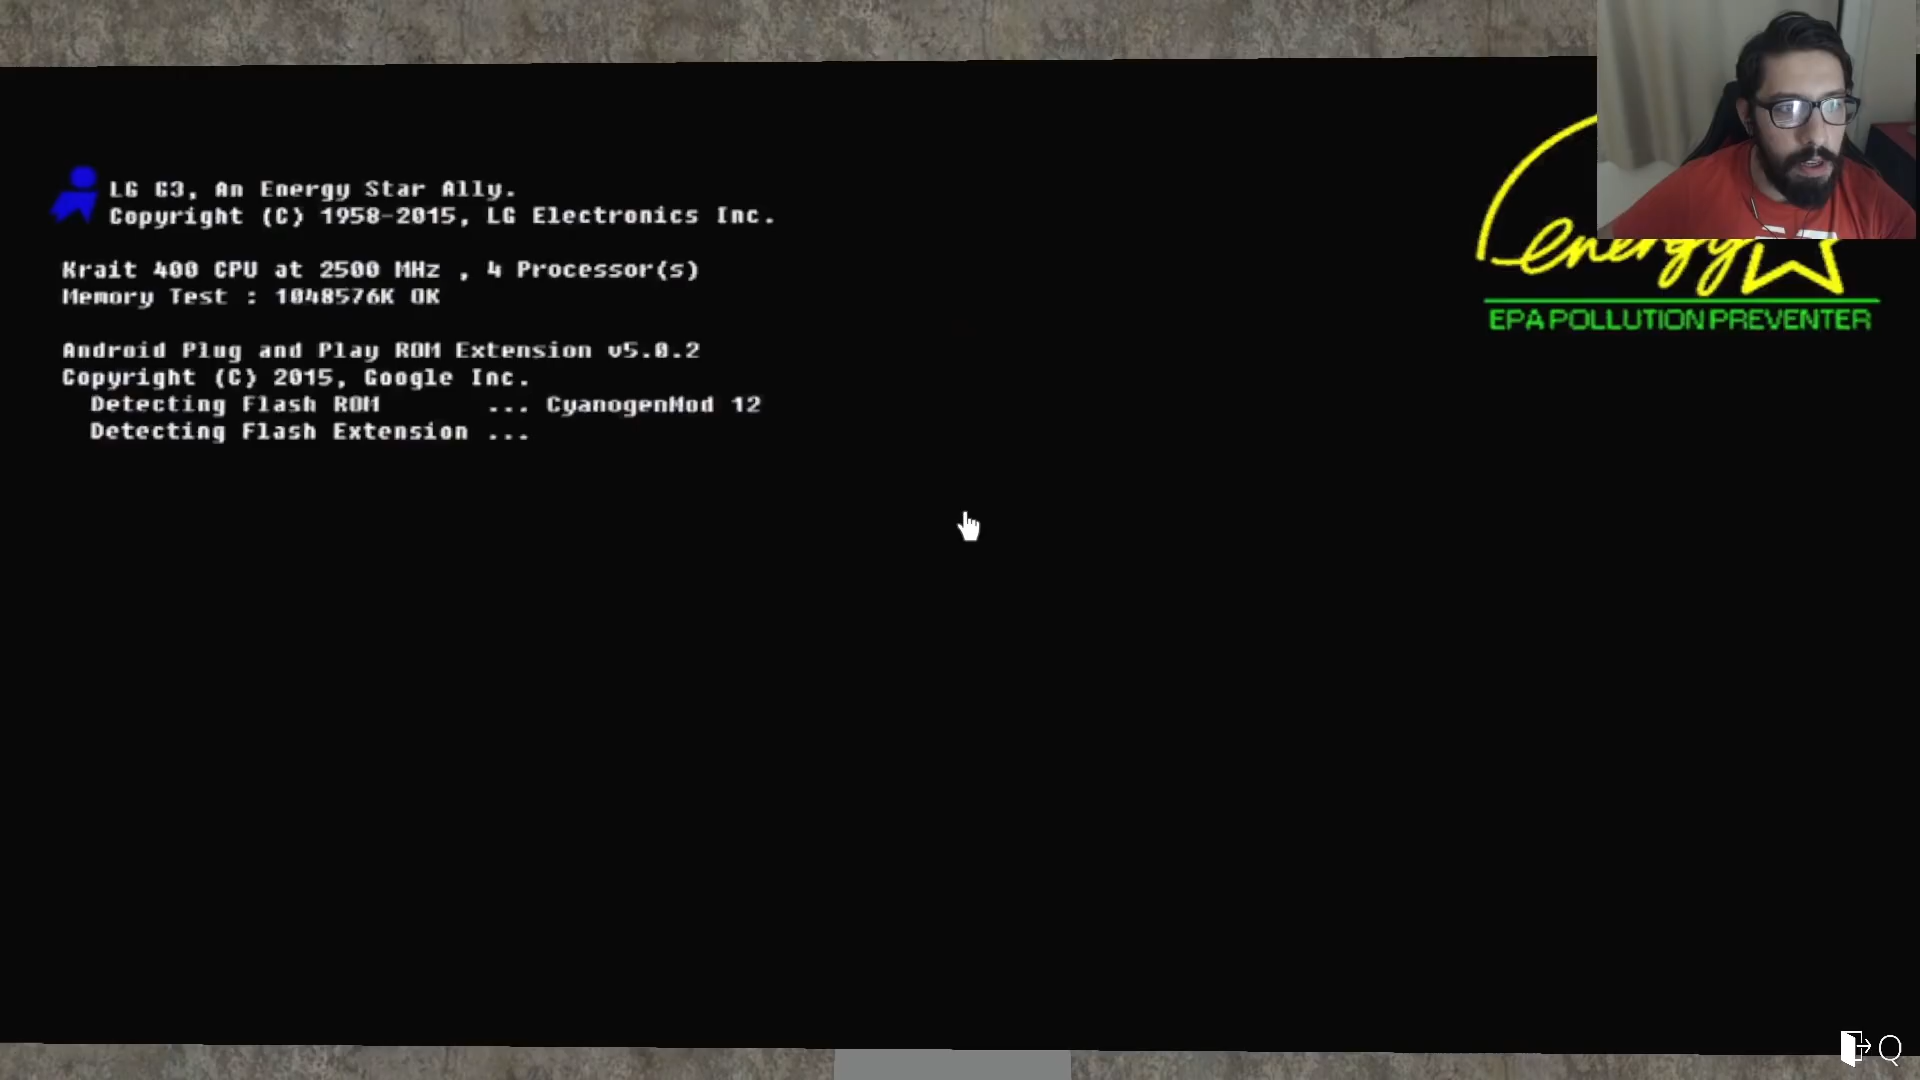 LG G3, An Energy Star Ally.
Copyright (C) 1958-2015, LG Electronics Inc.
Krait 400 CPU at 2500 MHz , 4 Processor(s)
Memory Test : 1048576K OK
Android Plug and Play ROM Extension v5.0.2
Copyright (C) 2015, Google Inc.
Detecting Flash ROM ... CyanogenMod 12
Detecting Flash Extension ...
energy
EPA POLLUTION PREVENTER
Q